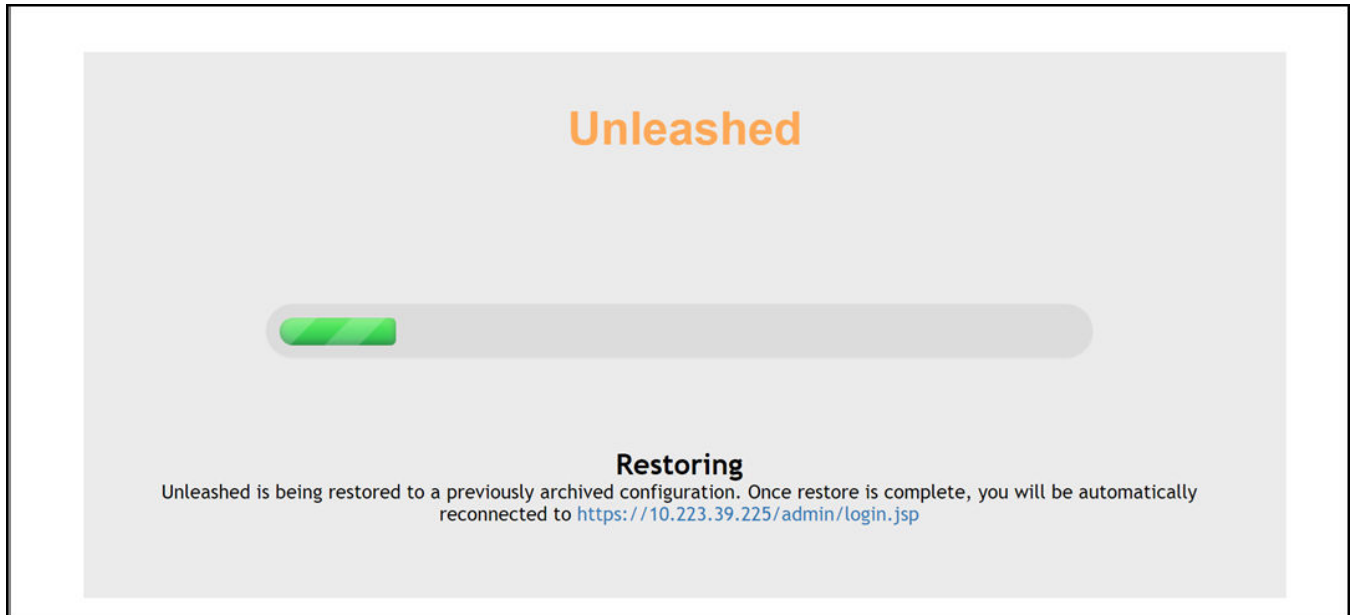 Unleashed
Restoring
Unleashed is being restored to a previously archived configuration. Once restore is complete, you will be automatically
reconnected to https://10.223.39.225/admin/login.jsp